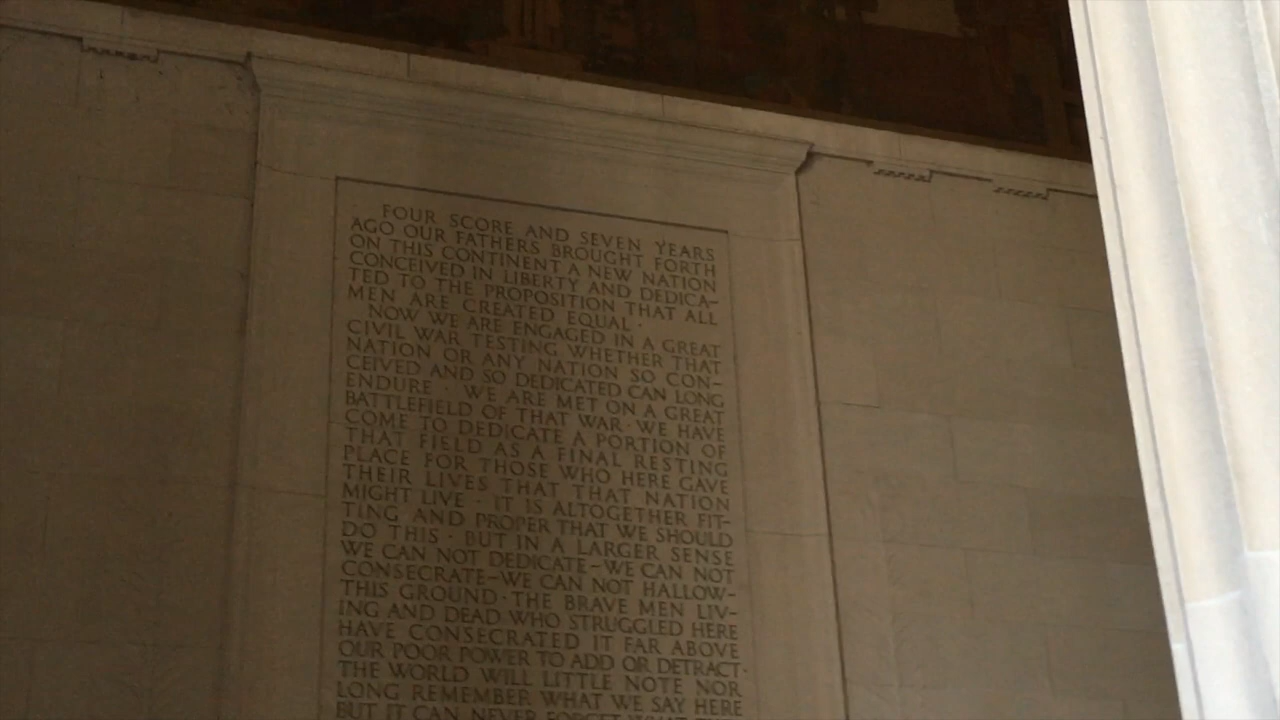 FOUR SCORE AND SEVEN YEARS
AGO OUR FATHERS BROUGHT FORTH
ON THIS CONTINENT A NEW NATION
CONCEIVED IN LIBERTY AND DEDICA-
TED TO THE PROPOSITION THAT ALL
MEN ARE CREATED EQUAL ·
NOW WE ARE ENGAGED IN A GREAT
CIVIL WAR TESTING WHETHER THAT
NATION OR ANY NATION SO CON-
CEIVED AND SO DEDICATED CAN LONG
ENDURE · WE ARE MET ON A GREAT
BATTLEFIELD OF THAT WAR · WE HAVE
COME TO DEDICATE A PORTION OF
THAT FIELD AS A FINAL RESTING
PLACE FOR THOSE WHO HERE GAVE
THEIR LIVES THAT THAT NATION
MIGHT LIVE · IT IS ALTOGETHER FIT-
TING AND PROPER THAT WE SHOULD
DO THIS · BUT IN A LARGER SENSE
WE CAN NOT DEDICATE–WE CAN NOT
CONSECRATE–WE CAN NOT HALLOW–
THIS GROUND · THE BRAVE MEN LIV-
ING AND DEAD WHO STRUGGLED HERE
HAVE CONSECRATED IT FAR ABOVE
OUR POOR POWER TO ADD OR DETRACT ·
THE WORLD WILL LITTLE NOTE NOR
LONG REMEMBER WHAT WE SAY HERE
BUT IT CAN NEVER FORGET WHAT